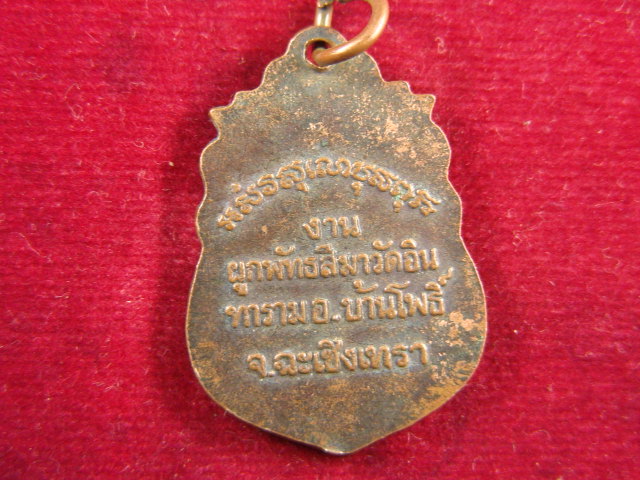 งาน
ผูกพัทธสีมาวัดอิน
ทาราม อ.บ้านโพธิ์
จ.ฉะเชิงเทรา